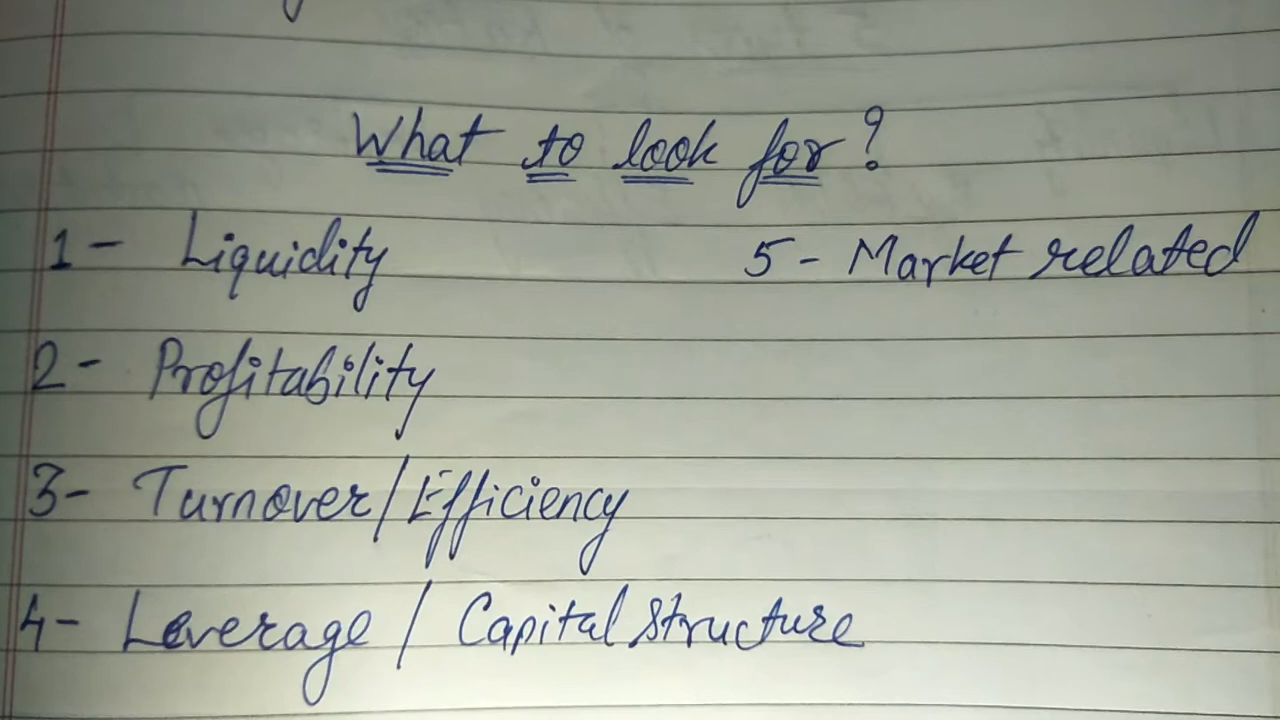 What to look for?
1- Liquidity
2- Profitability
3- Turnover/Efficiency
4- Leverage / Capital Structure
5- Market related